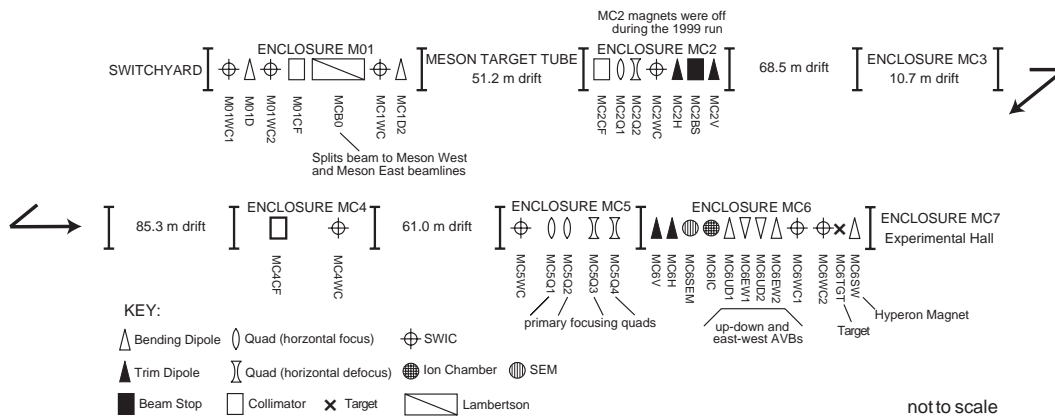 MC2 magnets were off
during the 1999 run
SWITCHYARD
ENCLOSURE M01
MESON TARGET TUBE
51.2 m drift
ENCLOSURE MC2
68.5 m drift
ENCLOSURE MC3
10.7 m drift
M01WC1
M01D
M01WC2
M01CF
MCB0
MC1WC
MC1D2
MC2CF
MC2Q1
MC2Q2
MC2WC
MC2H
MC2BS
MC2V
Splits beam to Meson West
and Meson East beamlines
85.3 m drift
ENCLOSURE MC4
61.0 m drift
ENCLOSURE MC5
ENCLOSURE MC6
ENCLOSURE MC7
Experimental Hall
MC4CF
MC4WC
MC5WC
MC5Q1
MC5Q2
MC5Q3
MC5Q4
MC6V
MC6H
MC6SEM
MC6IC
MC6UD1
MC6EW1
MC6UD2
MC6EW2
MC6WC1
MC6WC2
MC6TGT
MC6SW
primary focusing quads
up-down and
east-west AVBs
Target
Hyperon Magnet
KEY:
Bending Dipole
Quad (horzontal focus)
SWIC
Trim Dipole
Quad (horizontal defocus)
Ion Chamber
SEM
Beam Stop
Collimator
Target
Lambertson
not to scale